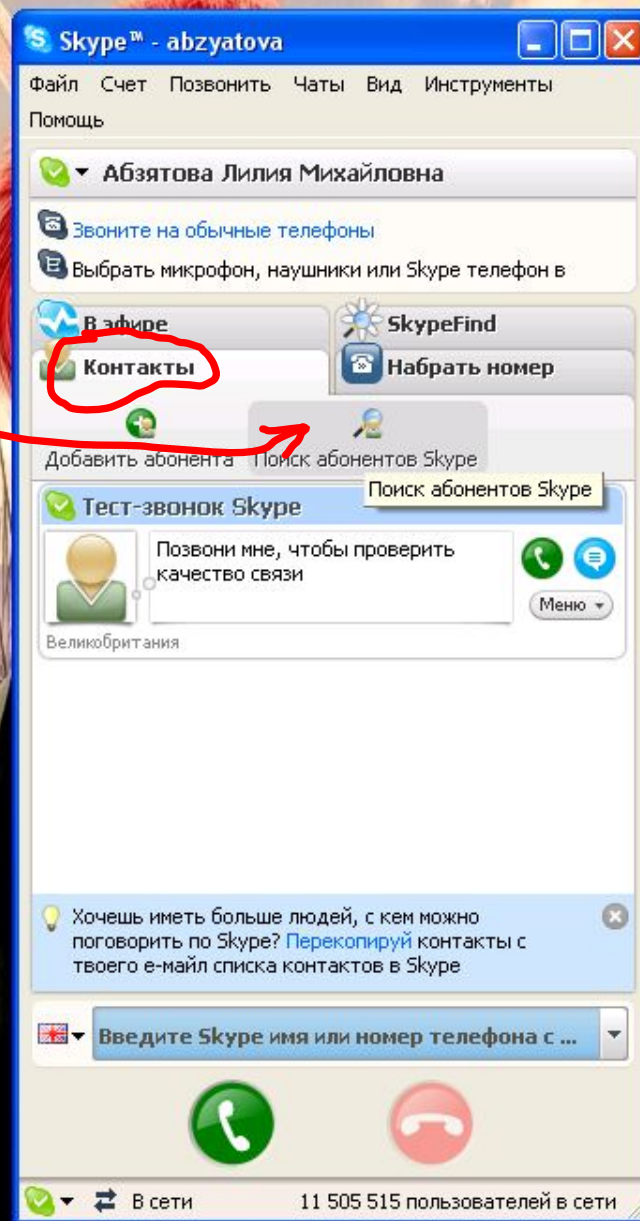 Skype™ - abzyatova
Файл Счет Позвонить Чаты Вид Инструменты
Помощь
Абзятова Лилия Михайловна
Звоните на обычные телефоны
Выбрать микрофон, наушники или Skype телефон в
В эфире SkypeFind
Контакты Набрать номер
Добавить абонента Поиск абонентов Skype
Поиск абонентов Skype
Тест-звонок Skype
Позвони мне, чтобы проверить
качество связи
Меню
Великобритания
Хочешь иметь больше людей, с кем можно
поговорить по Skype? Перекопируй контакты с
твоего е-майл списка контактов в Skype
Введите Skype имя или номер телефона с ...
В сети 11 505 515 пользователей в сети